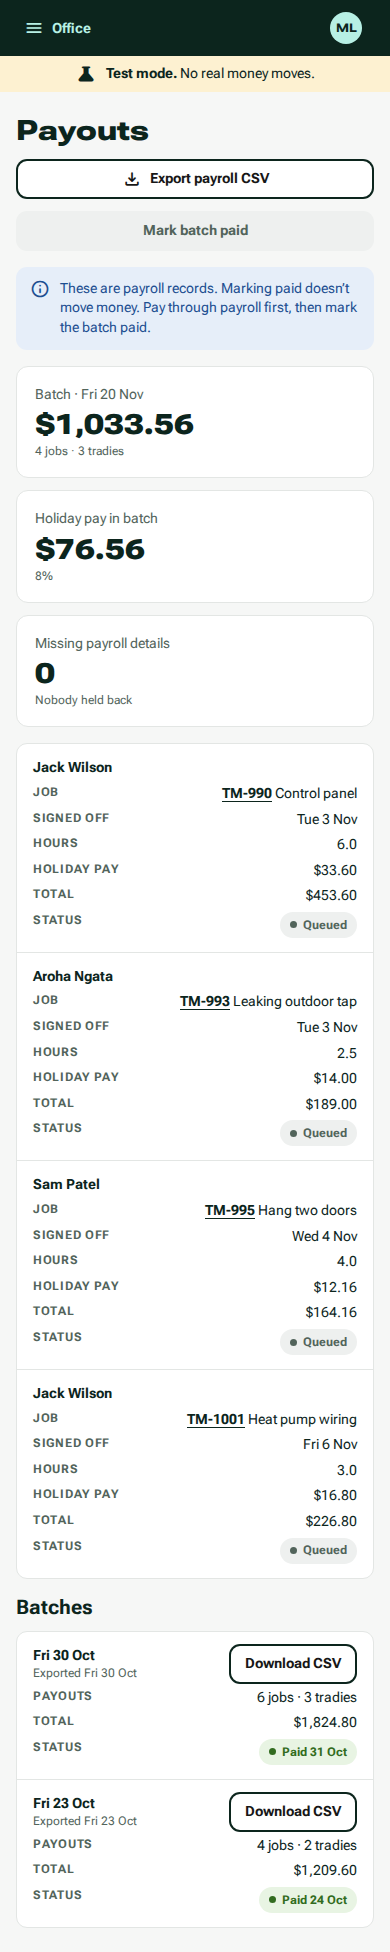 Office
ML
Test mode. No real money moves.
Payouts
Export payroll CSV
Mark batch paid
These are payroll records. Marking paid doesn't
move money. Pay through payroll first, then mark
the batch paid.
Batch · Fri 20 Nov
$1,033.56
4 jobs · 3 tradies
Holiday pay in batch
$76.56
8%
Missing payroll details
0
Nobody held back
Jack Wilson
JOB TM-990 Control panel
SIGNED OFF Tue 3 Nov
HOURS 6.0
HOLIDAY PAY $33.60
TOTAL $453.60
STATUS Queued
Aroha Ngata
JOB TM-993 Leaking outdoor tap
SIGNED OFF Tue 3 Nov
HOURS 2.5
HOLIDAY PAY $14.00
TOTAL $189.00
STATUS Queued
Sam Patel
JOB TM-995 Hang two doors
SIGNED OFF Wed 4 Nov
HOURS 4.0
HOLIDAY PAY $12.16
TOTAL $164.16
STATUS Queued
Jack Wilson
JOB TM-1001 Heat pump wiring
SIGNED OFF Fri 6 Nov
HOURS 3.0
HOLIDAY PAY $16.80
TOTAL $226.80
STATUS Queued
Batches
Fri 30 Oct Download CSV
Exported Fri 30 Oct
PAYOUTS 6 jobs · 3 tradies
TOTAL $1,824.80
STATUS Paid 31 Oct
Fri 23 Oct Download CSV
Exported Fri 23 Oct
PAYOUTS 4 jobs · 2 tradies
TOTAL $1,209.60
STATUS Paid 24 Oct